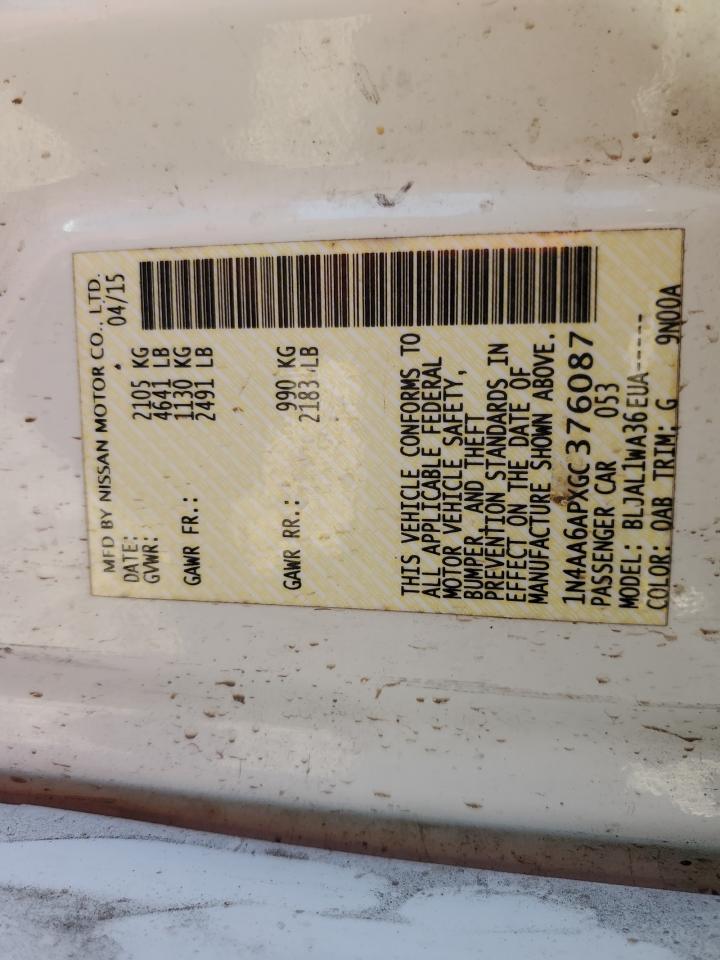 MFD BY NISSAN MOTOR CO., LTD.
DATE: 04/15
GVWR: 2105 KG
4641 LB
GAWR FR.: 1130 KG
2491 LB
GAWR RR.: 990 KG
2183 LB
THIS VEHICLE CONFORMS TO
ALL APPLICABLE FEDERAL
MOTOR VEHICLE SAFETY,
BUMPER, AND THEFT
PREVENTION STANDARDS IN
EFFECT ON THE DATE OF
MANUFACTURE SHOWN ABOVE.
1N4AA6APXGC376087
PASSENGER CAR 053
MODEL: BLJAL1WA36EUA-----
COLOR: QAB TRIM: G 9N00A